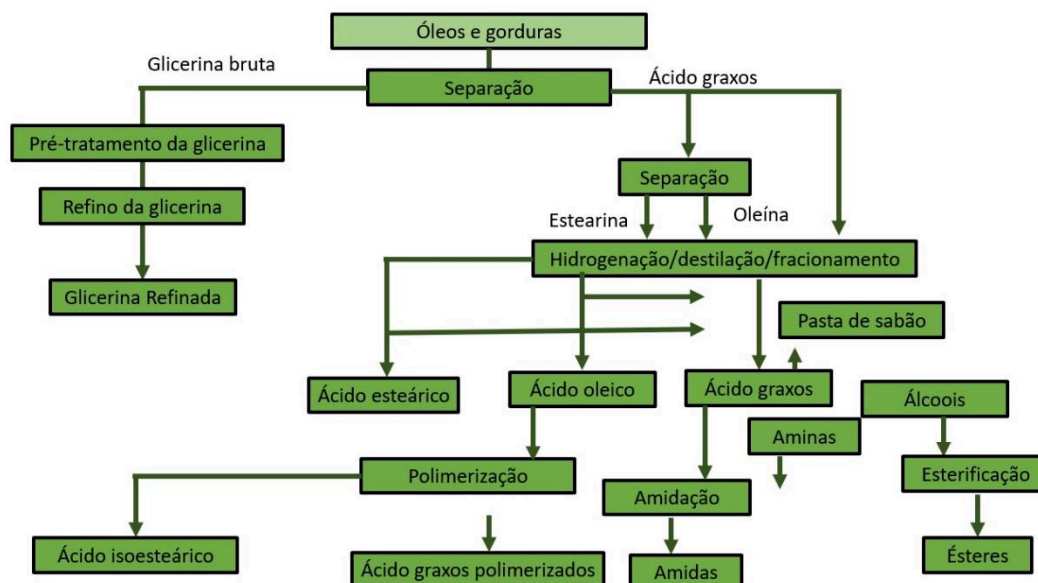 Óleos e gorduras
Glicerina bruta
Separação
Ácido graxos
Pré-tratamento da glicerina
Separação
Refino da glicerina
Estearina
Oleína
Hidrogenação/destilação/fracionamento
Glicerina Refinada
Pasta de sabão
Ácido esteárico
Ácido oleico
Ácido graxos
Álcoois
Aminas
Polimerização
Esterificação
Amidação
Ácido isoesteárico
Ácido graxos polimerizados
Amidas
Ésteres